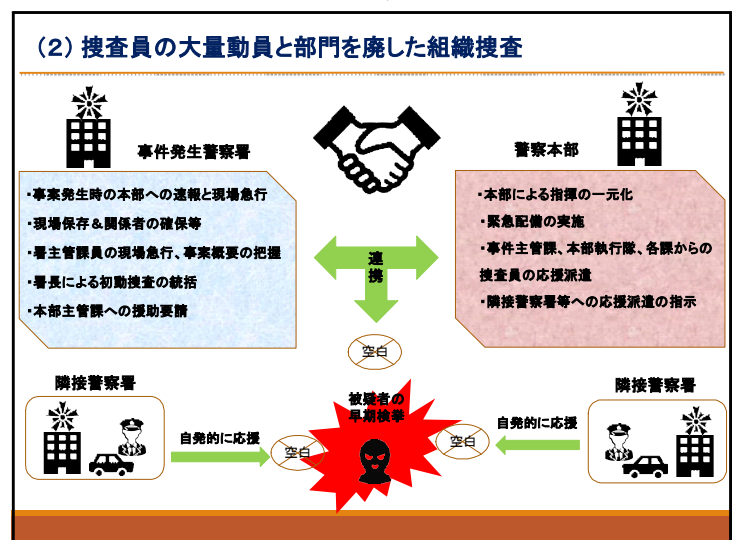 （２）捜査員の大量動員と部門を廃した組織捜査
事件発生警察署
・事案発生時の本部への速報と現場急行
・現場保存＆関係者の確保等
・署主管課員の現場急行、事案概要の把握
・署長による初動捜査の統括
・本部主管課への援助要請
警察本部
・本部による指揮の一元化
・緊急配備の実施
・事件主管課、本部執行隊、各課からの
捜査員の応援派遣
・隣接警察署等への応援派遣の指示
連
携
空白
隣接警察署
自発的に応援
空白
被疑者の
早期検挙
空白
自発的に応援
隣接警察署